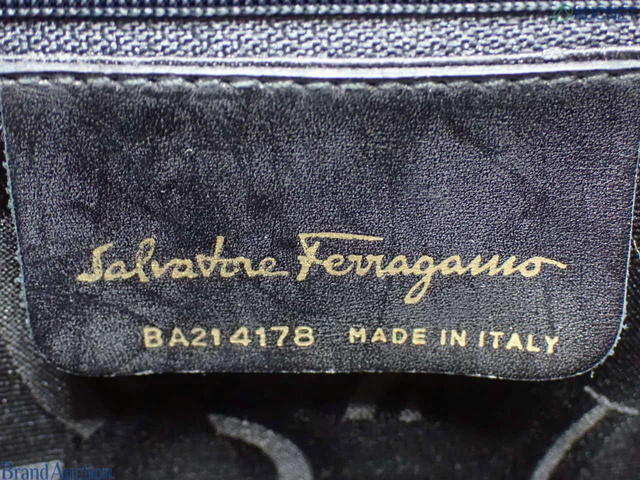 Salvatore Ferragamo
BA214178 MADE IN ITALY
Brand Auction